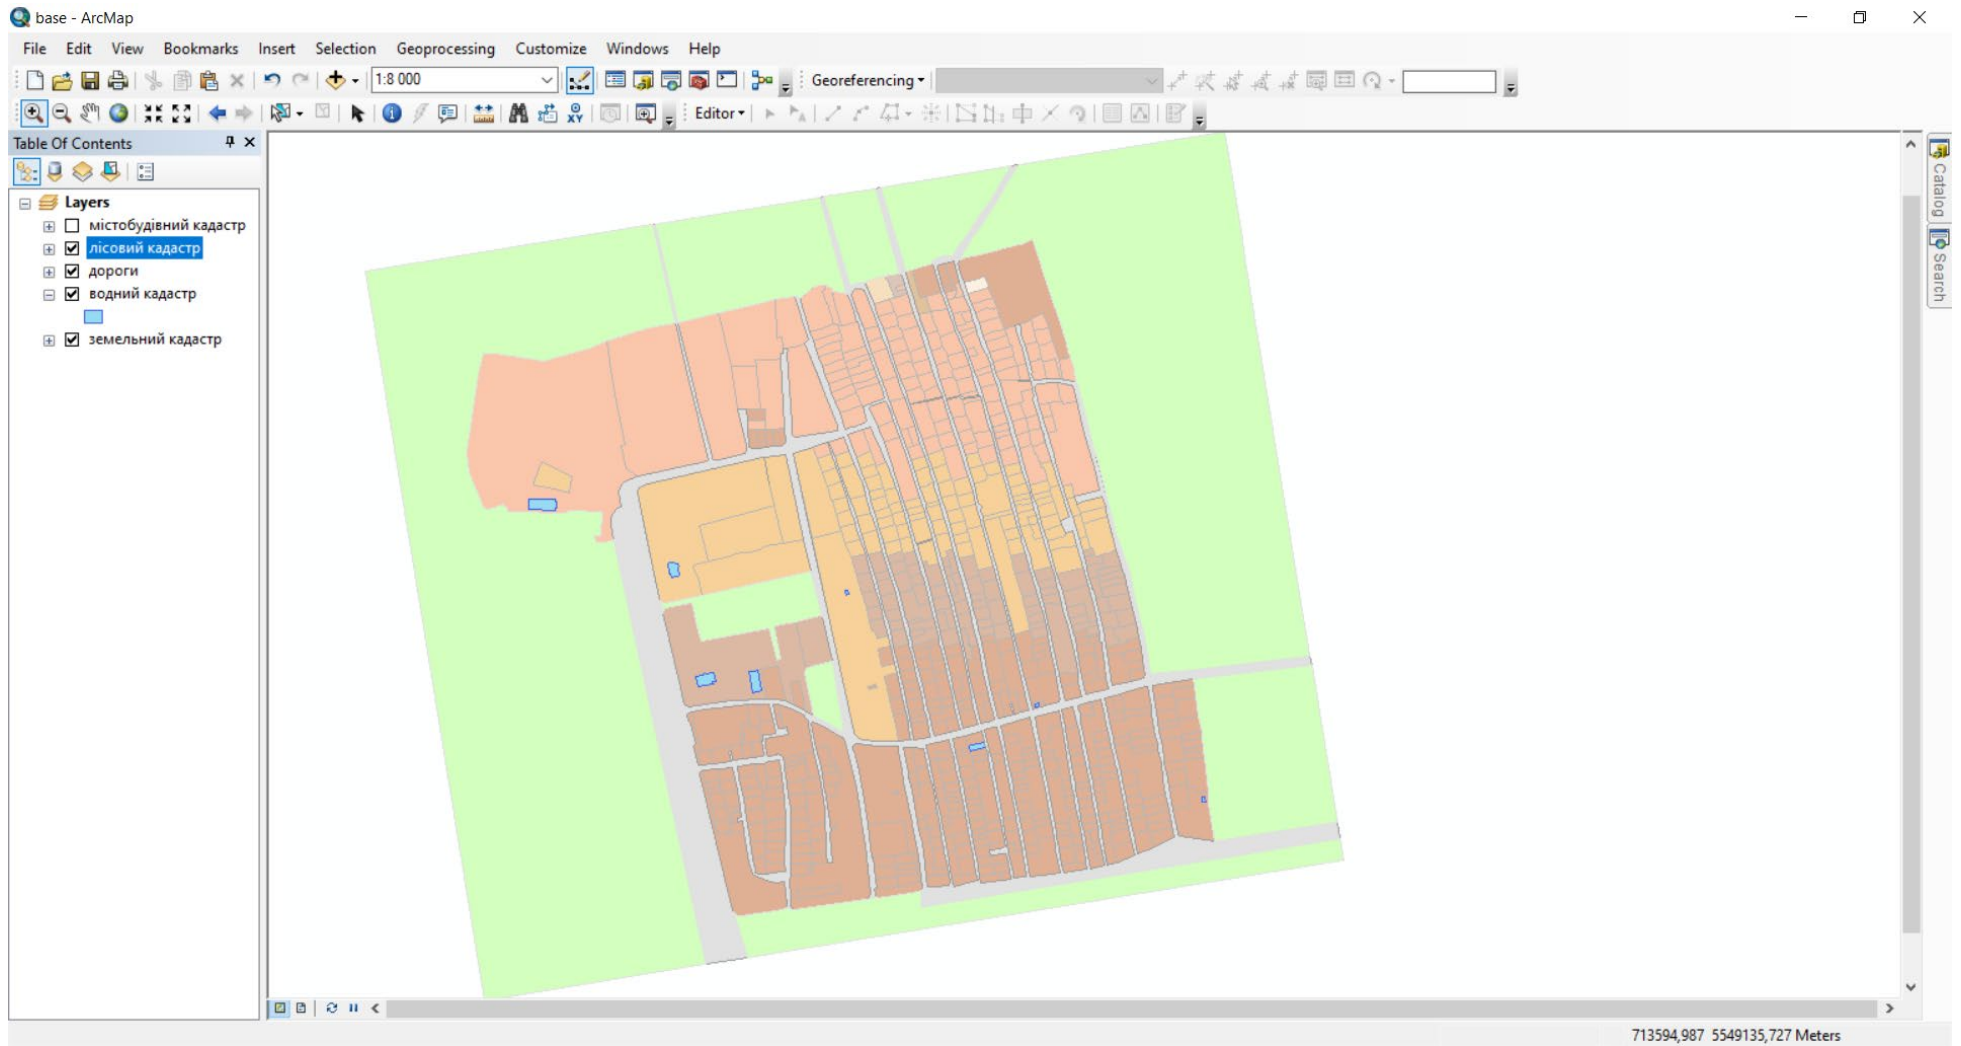 base - ArcMap
File Edit View Bookmarks Insert Selection Geoprocessing Customize Windows Help
1:8 000 Georeferencing
XY Editor
Table Of Contents
Layers
містобудівний кадастр
лісовий кадастр
дороги
водний кадастр
земельний кадастр
Catalog
Search
713594,987 5549135,727 Meters